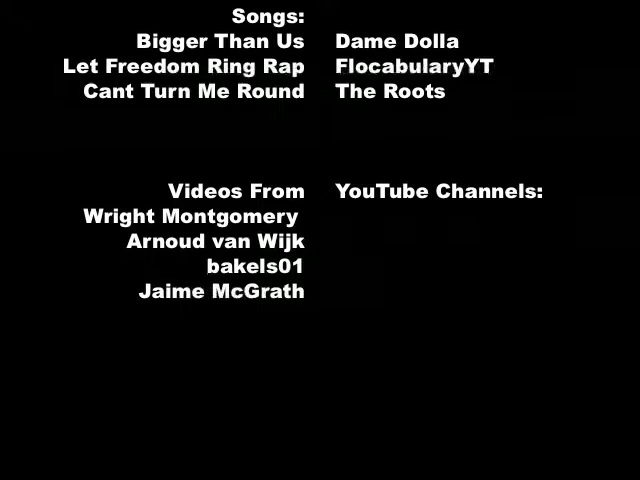 Songs:
Bigger Than Us Dame Dolla
Let Freedom Ring Rap FlocabularyYT
Cant Turn Me Round The Roots
Videos From YouTube Channels:
Wright Montgomery
Arnoud van Wijk
bakels01
Jaime McGrath